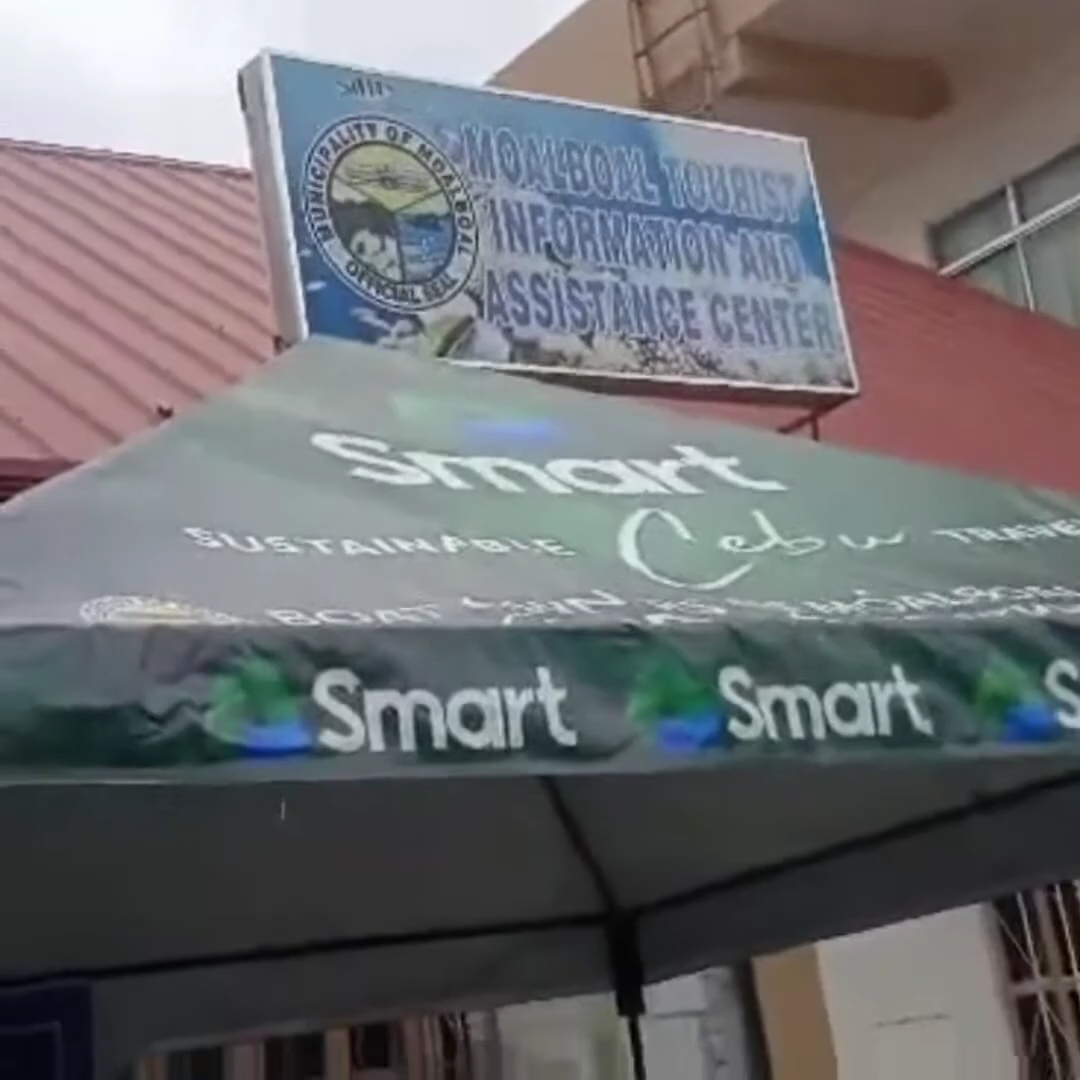 MUNICIPALITY OF MOALBOAL
OFFICIAL SEAL
MOALBOAL TOURIST
INFORMATION AND
ASSISTANCE CENTER
Smart
SUSTAINABLE Cebu
BOAT
Smart Smart S